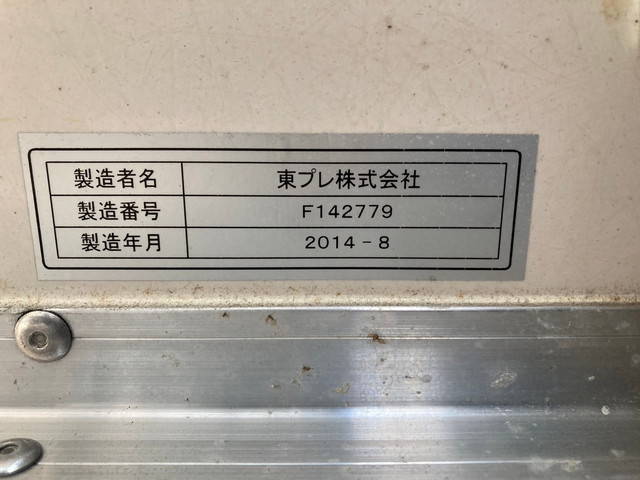 製造者名 東プレ株式会社
製造番号 F142779
製造年月 2014-8